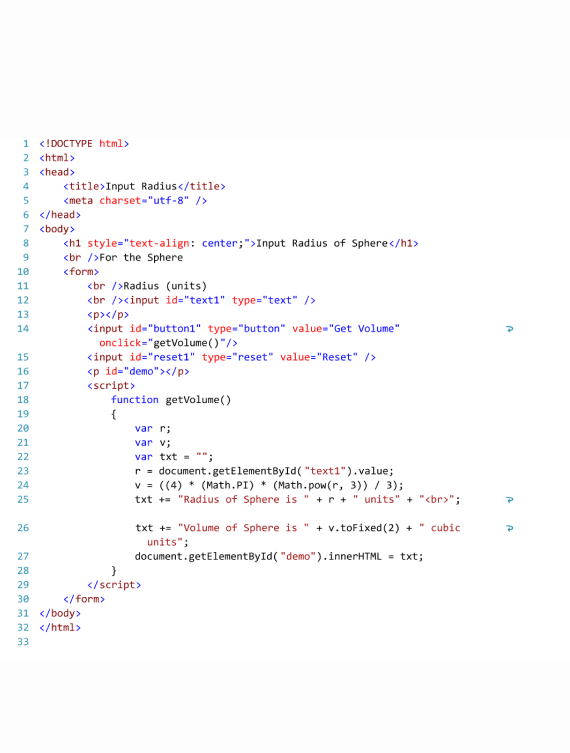 1 <!DOCTYPE html>
2 <html>
3 <head>
4     <title>Input Radius</title>
5     <meta charset="utf-8" />
6 </head>
7 <body>
8     <h1 style="text-align: center;">Input Radius of Sphere</h1>
9     <br />For the Sphere
10     <form>
11         <br />Radius (units)
12         <br /><input id="text1" type="text" />
13         <p></p>
14         <input id="button1" type="button" value="Get Volume"
           onclick="getVolume()"/>
15         <input id="reset1" type="reset" value="Reset" />
16         <p id="demo"></p>
17         <script>
18             function getVolume()
19             {
20                 var r;
21                 var v;
22                 var txt = "";
23                 r = document.getElementById("text1").value;
24                 v = ((4) * (Math.PI) * (Math.pow(r, 3)) / 3);
25                 txt += "Radius of Sphere is " + r + " units" + "<br>";
26                 txt += "Volume of Sphere is " + v.toFixed(2) + " cubic
                   units";
27                 document.getElementById("demo").innerHTML = txt;
28             }
29         </script>
30     </form>
31 </body>
32 </html>
33